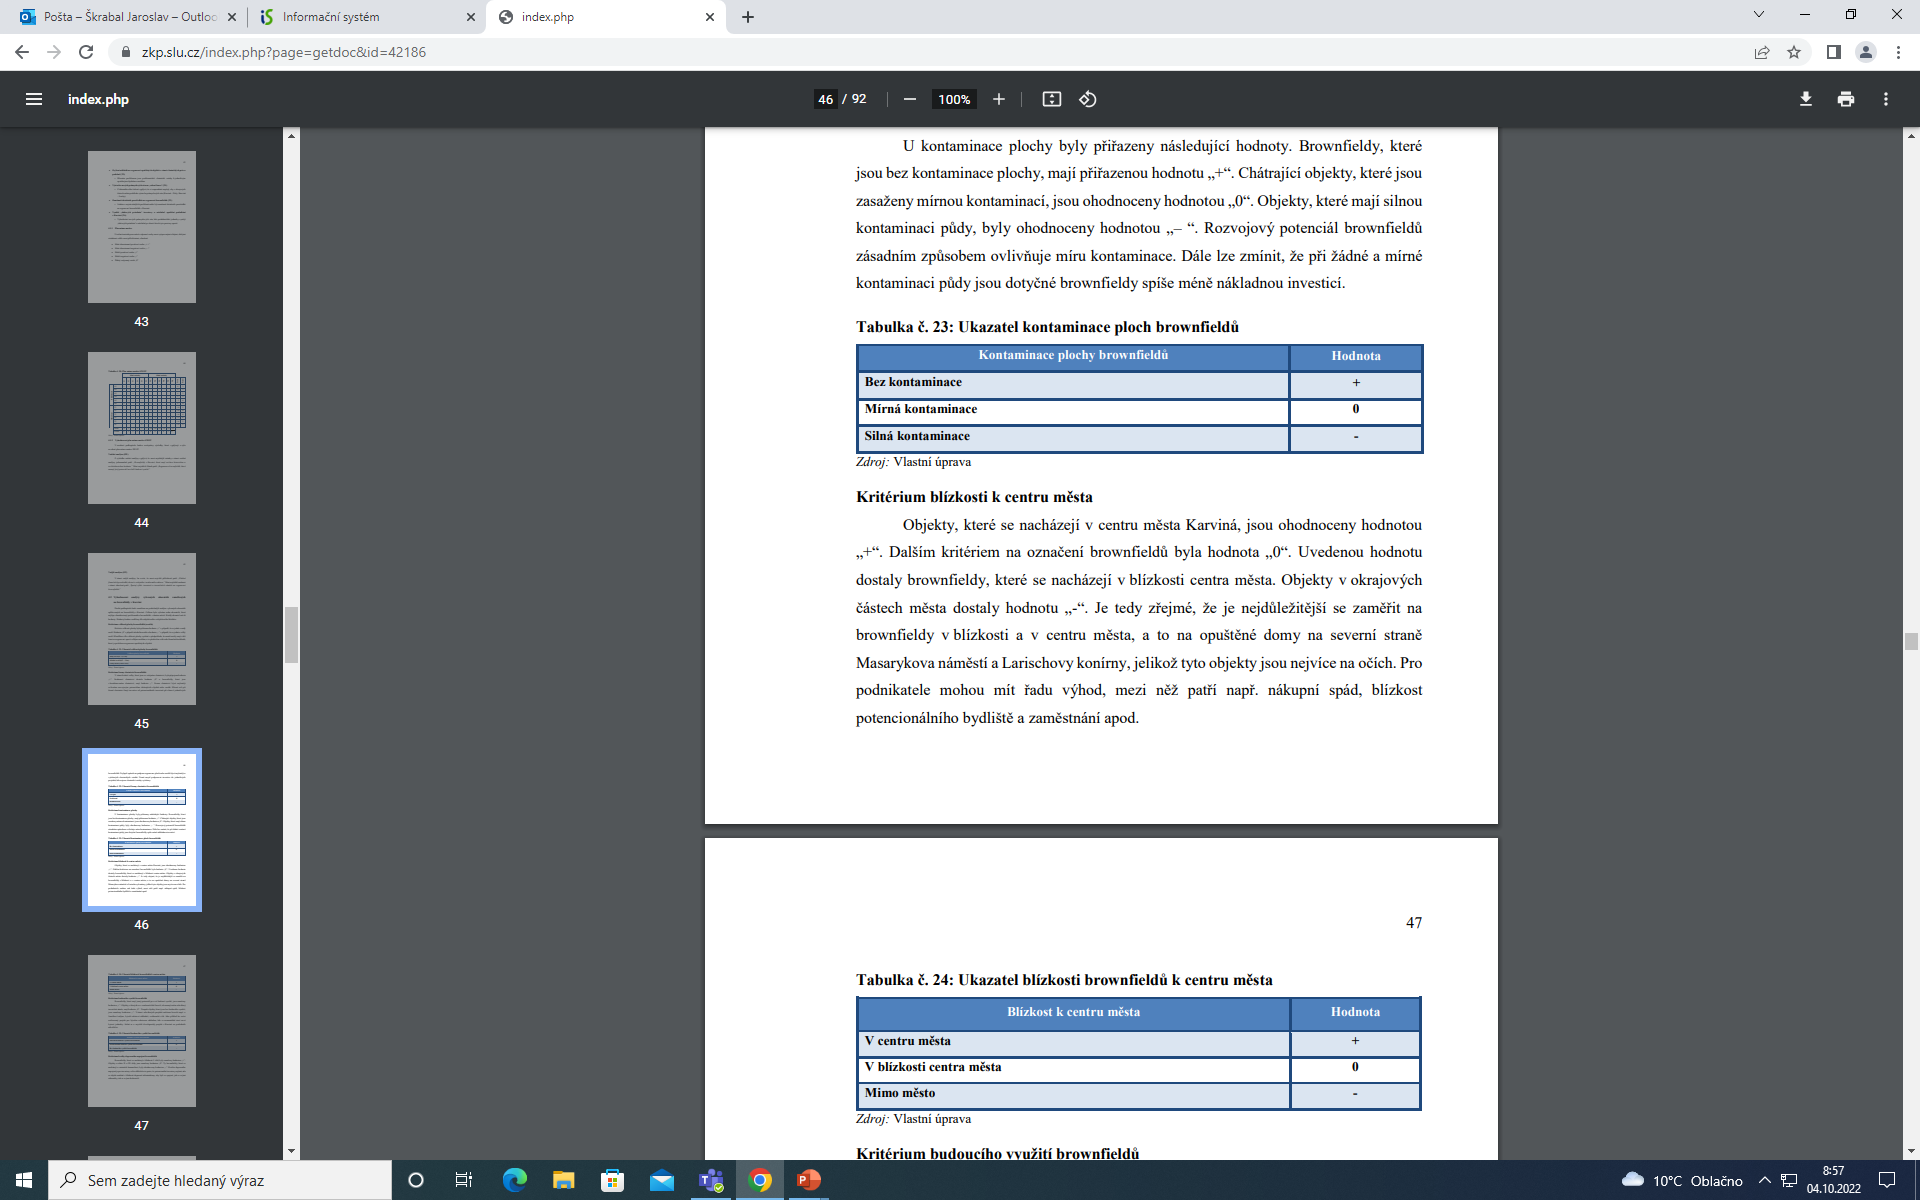 Pošta – Škrabal Jaroslav – Outloo
Informační systém
index.php
zkp.slu.cz/index.php?page=getdoc&id=42186
index.php
46 / 92
100%
43
44
45
46
47
U kontaminace plochy byly přiřazeny následující hodnoty. Brownfieldy, které
jsou bez kontaminace plochy, mají přiřazenou hodnotu „+“. Chátrající objekty, které jsou
zasaženy mírnou kontaminací, jsou ohodnoceny hodnotou „0“. Objekty, které mají silnou
kontaminaci půdy, byly ohodnoceny hodnotou „– “. Rozvojový potenciál brownfieldů
zásadním způsobem ovlivňuje míru kontaminace. Dále lze zmínit, že při žádné a mírné
kontaminaci půdy jsou dotyčné brownfieldy spíše méně nákladnou investicí.
Tabulka č. 23: Ukazatel kontaminace ploch brownfieldů
Kontaminace plochy brownfieldů Hodnota
Bez kontaminace +
Mírná kontaminace 0
Silná kontaminace -
Zdroj: Vlastní úprava
Kritérium blízkosti k centru města
Objekty, které se nacházejí v centru města Karviná, jsou ohodnoceny hodnotou
„+“. Dalším kritériem na označení brownfieldů byla hodnota „0“. Uvedenou hodnotu
dostaly brownfieldy, které se nacházejí v blízkosti centra města. Objekty v okrajových
částech města dostaly hodnotu „-“. Je tedy zřejmé, že je nejdůležitější se zaměřit na
brownfieldy v blízkosti a v centru města, a to na opuštěné domy na severní straně
Masarykova náměstí a Larischovy konírny, jelikož tyto objekty jsou nejvíce na očích. Pro
podnikatele mohou mít řadu výhod, mezi něž patří např. nákupní spád, blízkost
potencionálního bydliště a zaměstnání apod.
47
Tabulka č. 24: Ukazatel blízkosti brownfieldů k centru města
Blízkost k centru města Hodnota
V centru města +
V blízkosti centra města 0
Mimo město -
Zdroj: Vlastní úprava
Kritérium budoucího využití brownfieldů
Sem zadejte hledaný výraz
10°C Oblačno
8:57
04.10.2022